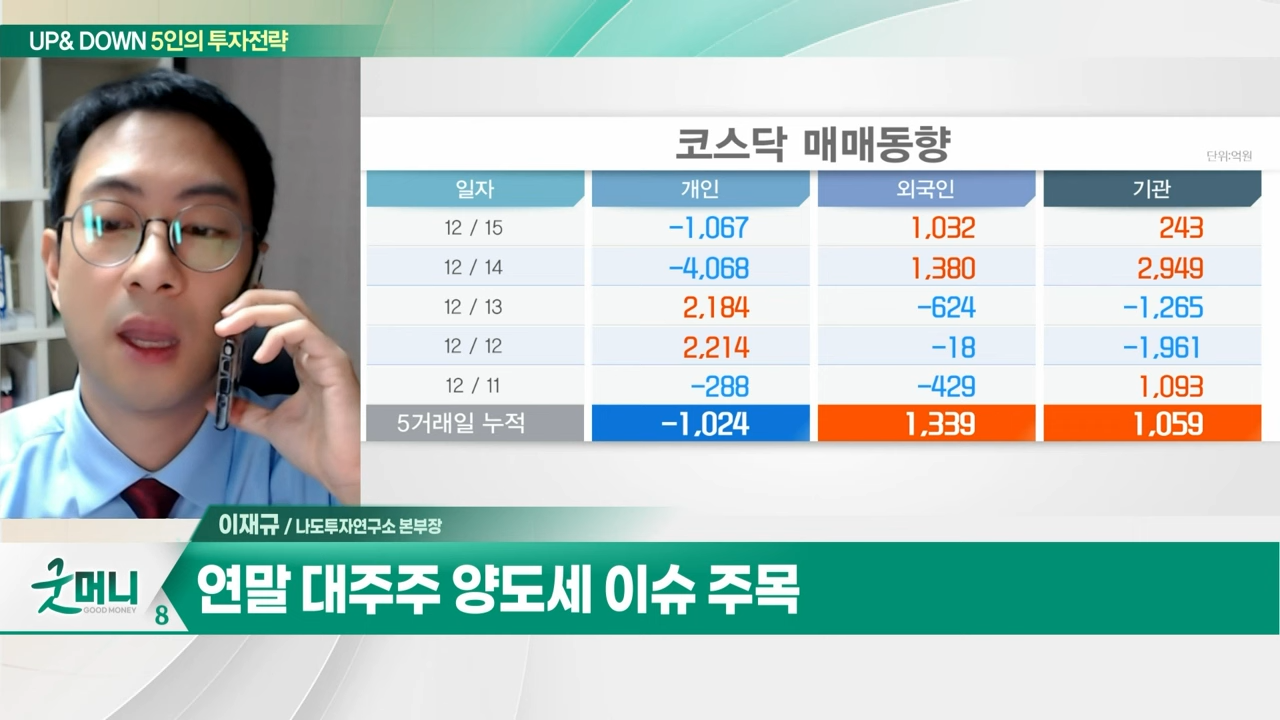 UP& DOWN 5인의 투자전략
코스닥 매매동향
단위:억원
일자 개인 외국인 기관
12 / 15 -1,067 1,032 243
12 / 14 -4,068 1,380 2,949
12 / 13 2,184 -624 -1,265
12 / 12 2,214 -18 -1,961
12 / 11 -288 -429 1,093
5거래일 누적 -1,024 1,339 1,059
이재규 / 나도투자연구소 본부장
굿머니
GOOD MONEY
8
연말 대주주 양도세 이슈 주목